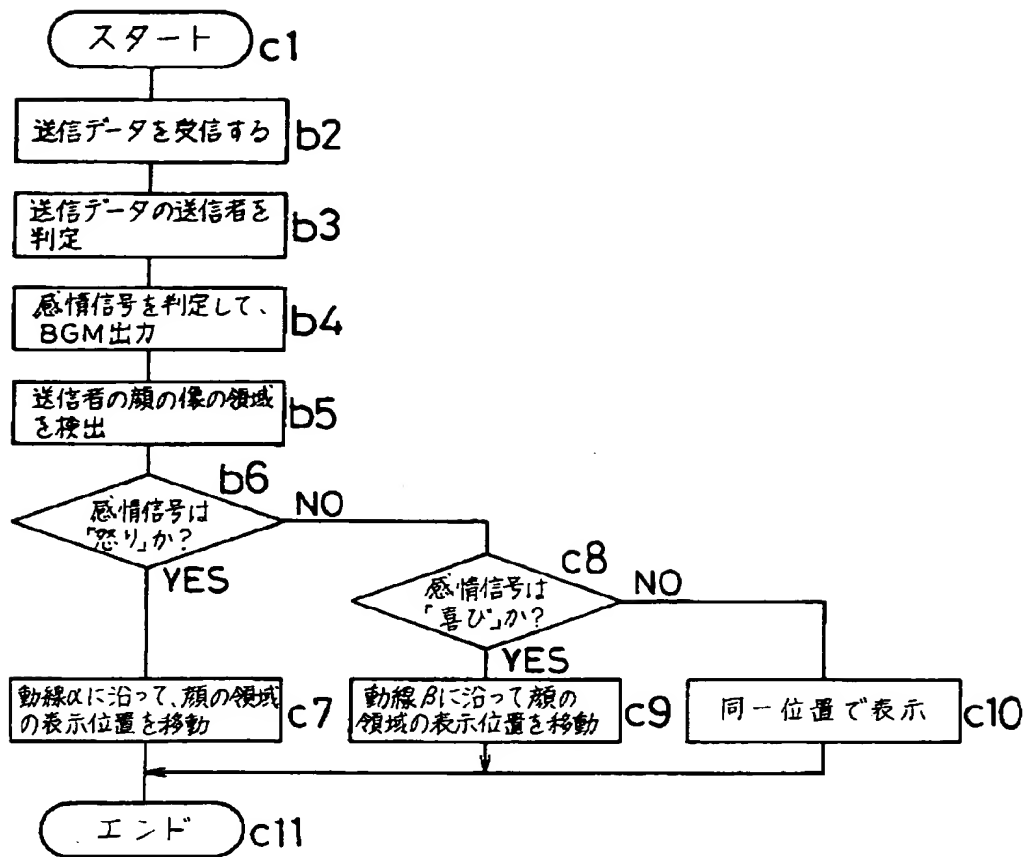 スタート
c1
送信データを受信する
b2
送信データの送信者を
判定
b3
感情信号を判定して、
BGM出力
b4
送信者の顔の像の領域
を検出
b5
b6
感情信号は
「怒り」か?
NO
YES
c8
感情信号は
「喜び」か?
NO
YES
動線αに沿って、顔の領域
の表示位置を移動
c7
動線βに沿って顔の
領域の表示位置を移動
c9
同一位置で表示
c10
エンド
c11